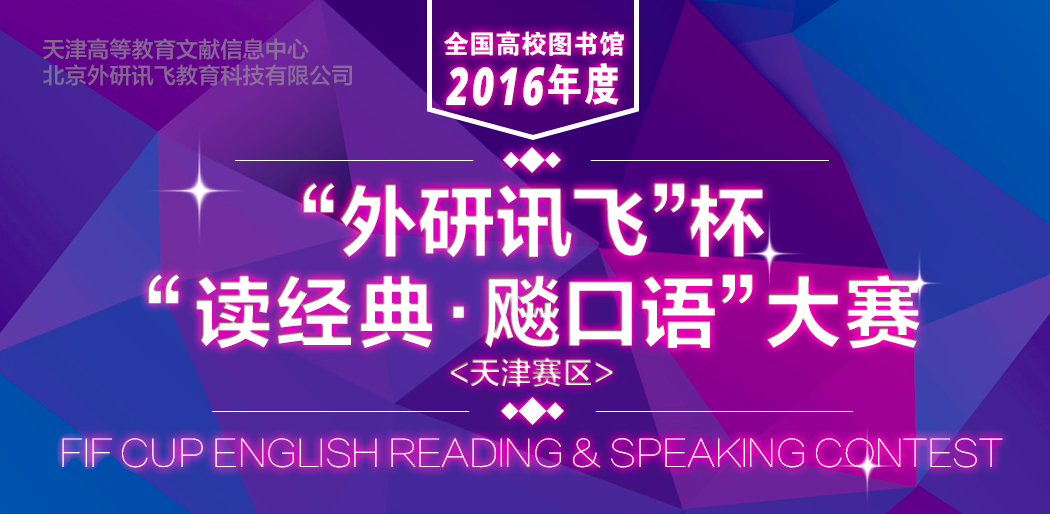 天津高等教育文献信息中心
北京外研讯飞教育科技有限公司
全国高校图书馆
2016年度
“外研讯飞”杯
“读经典·飚口语”大赛
<天津赛区>
FIF CUP ENGLISH READING & SPEAKING CONTEST